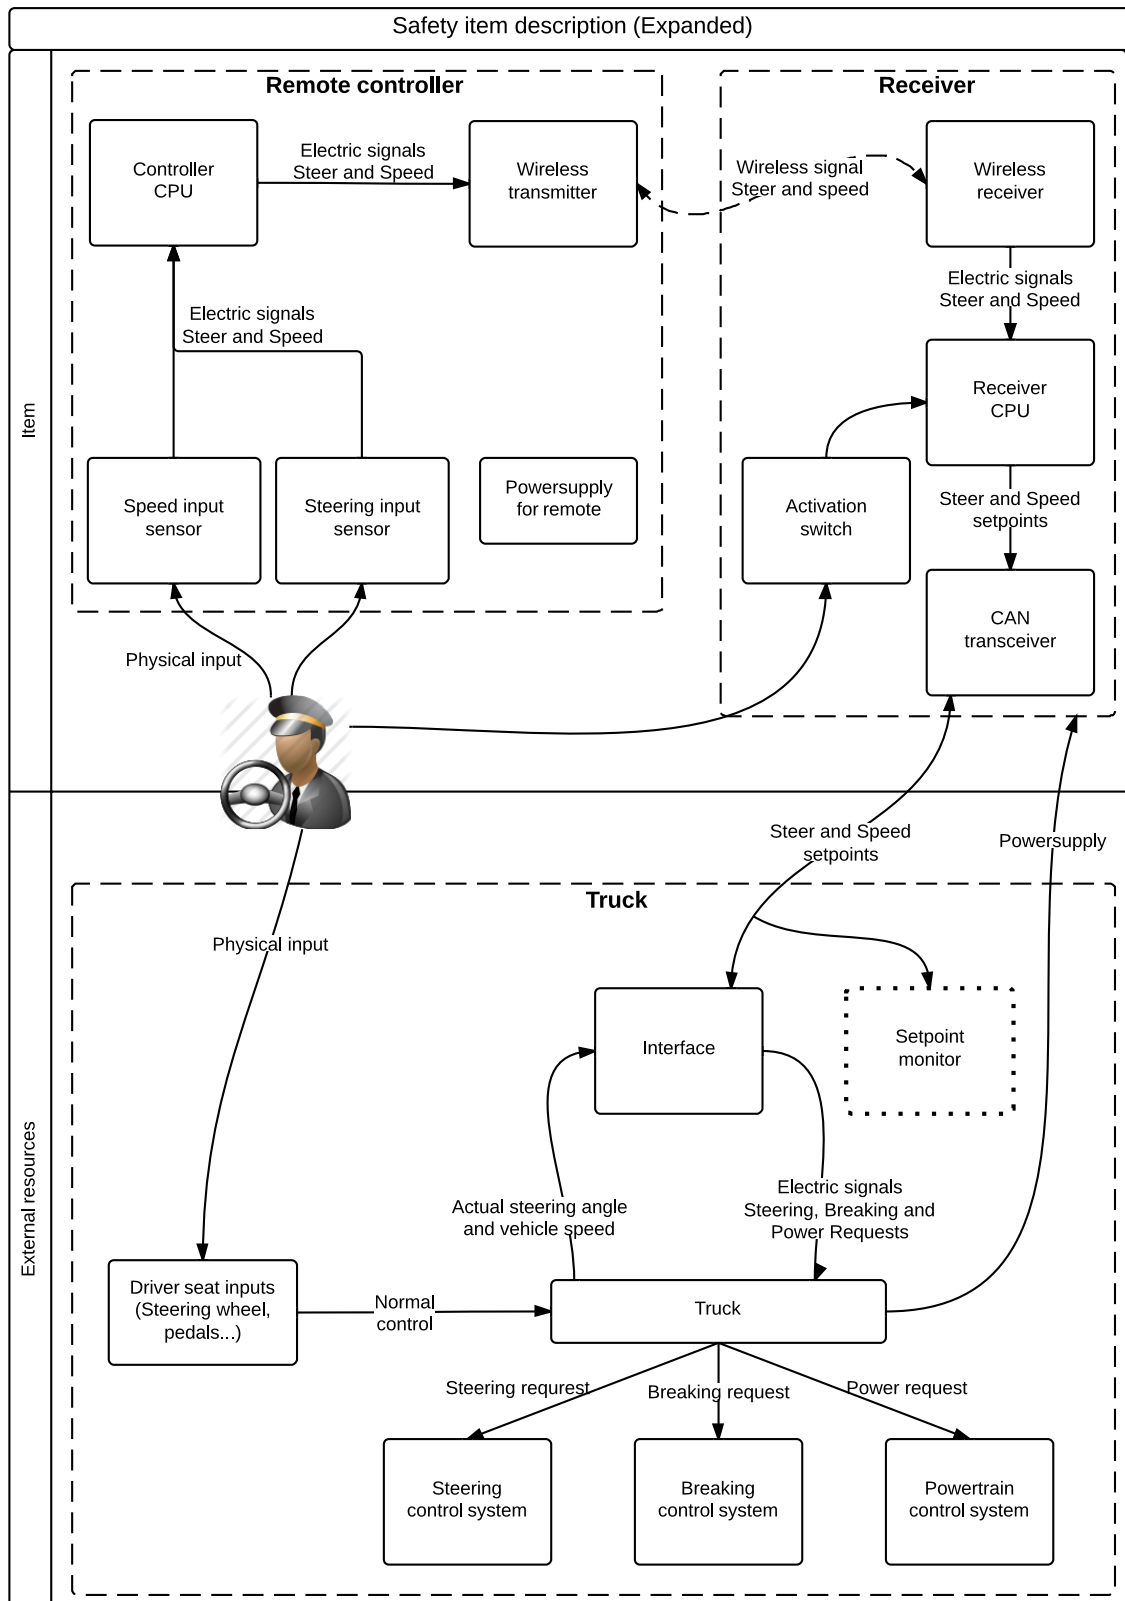 Safety item description (Expanded)
Item
Remote controller
Receiver
Controller
CPU
Electric signals
Steer and Speed
Wireless
transmitter
Wireless signal
Steer and speed
Wireless
receiver
Electric signals
Steer and Speed
Electric signals
Steer and Speed
Receiver
CPU
Speed input
sensor
Steering input
sensor
Powersupply
for remote
Activation
switch
Steer and Speed
setpoints
CAN
transceiver
Physical input
External resources
Steer and Speed
setpoints
Powersupply
Truck
Physical input
Interface
Setpoint
monitor
Actual steering angle
and vehicle speed
Electric signals
Steering, Breaking and
Power Requests
Driver seat inputs
(Steering wheel,
pedals...)
Normal
control
Truck
Steering requrest
Breaking request
Power request
Steering
control system
Breaking
control system
Powertrain
control system